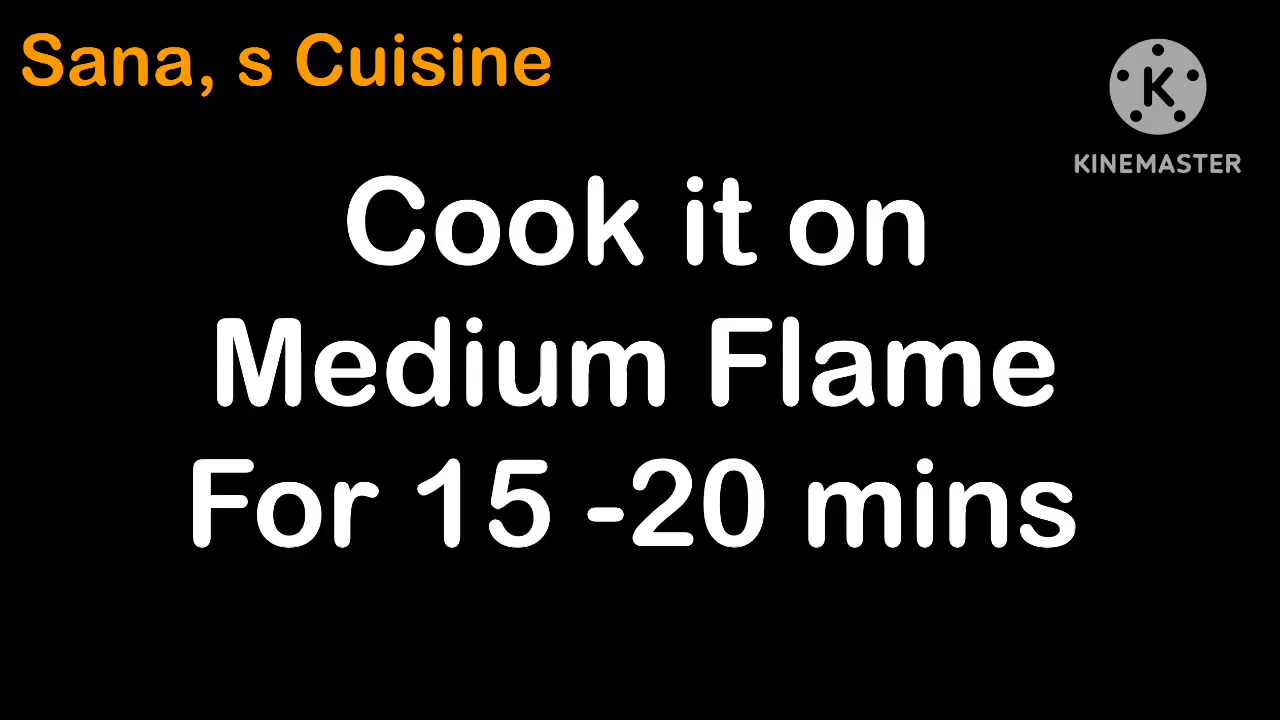 Sana, s Cuisine
K
KINEMASTER
Cook it on
Medium Flame
For 15 -20 mins